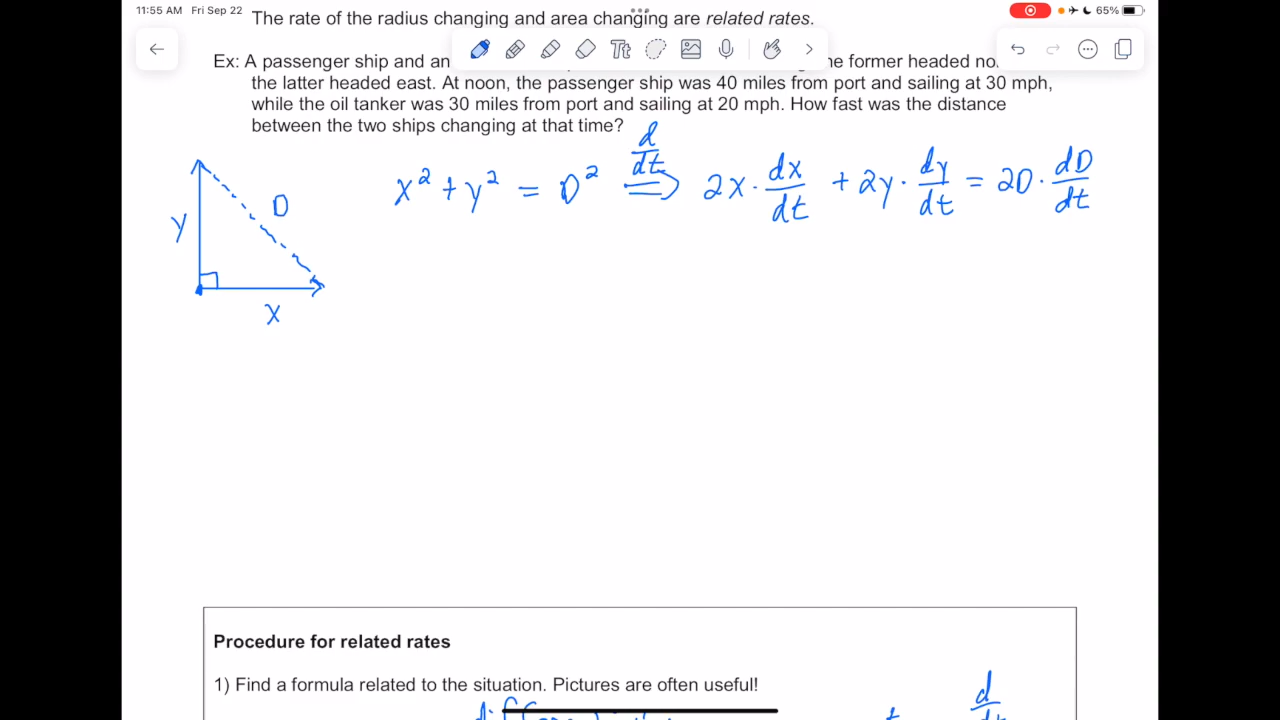 11:55 AM Fri Sep 22
65%
The rate of the radius changing and area changing are related rates.
Ex: A passenger ship and an
he former headed no
the latter headed east. At noon, the passenger ship was 40 miles from port and sailing at 30 mph,
while the oil tanker was 30 miles from port and sailing at 20 mph. How fast was the distance
between the two ships changing at that time?
x² + y² = D² d/dt ⇒ 2x · dx/dt + 2y · dy/dt = 2D · dD/dt
D
y
x
Procedure for related rates
1) Find a formula related to the situation. Pictures are often useful!